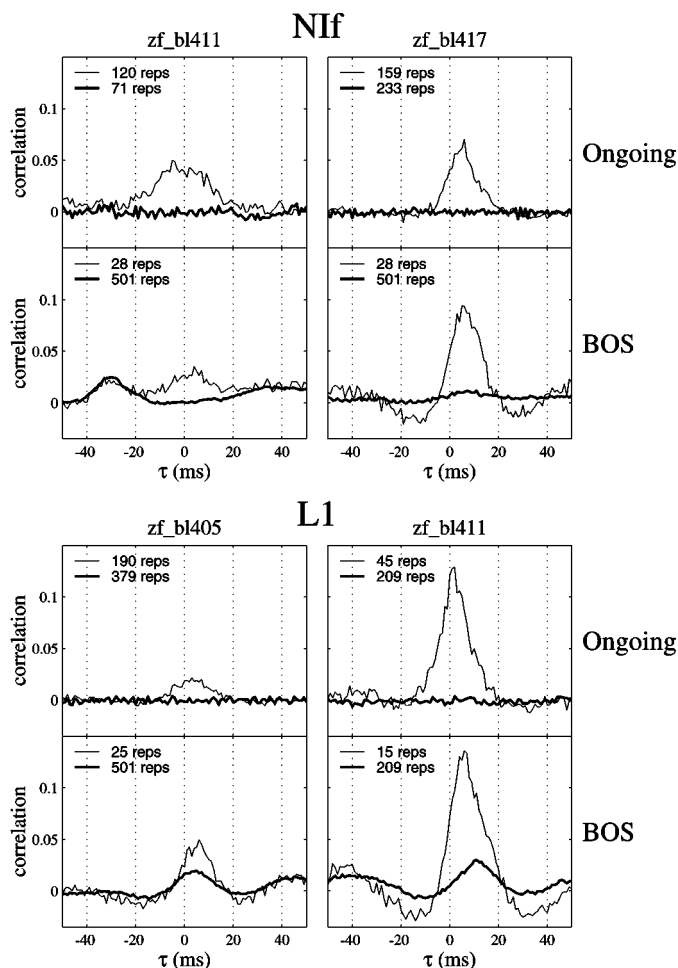 NIf
zf_bl411
zf_bl417
120 reps
71 reps
159 reps
233 reps
0.1
0.05
0
correlation
Ongoing
28 reps
501 reps
28 reps
501 reps
0.1
0.05
0
correlation
BOS
-40 -20 0 20 40
-40 -20 0 20 40
τ (ms)
τ (ms)
L1
zf_bl405
zf_bl411
190 reps
379 reps
45 reps
209 reps
0.1
0.05
0
correlation
Ongoing
25 reps
501 reps
15 reps
209 reps
0.1
0.05
0
correlation
BOS
-40 -20 0 20 40
-40 -20 0 20 40
τ (ms)
τ (ms)